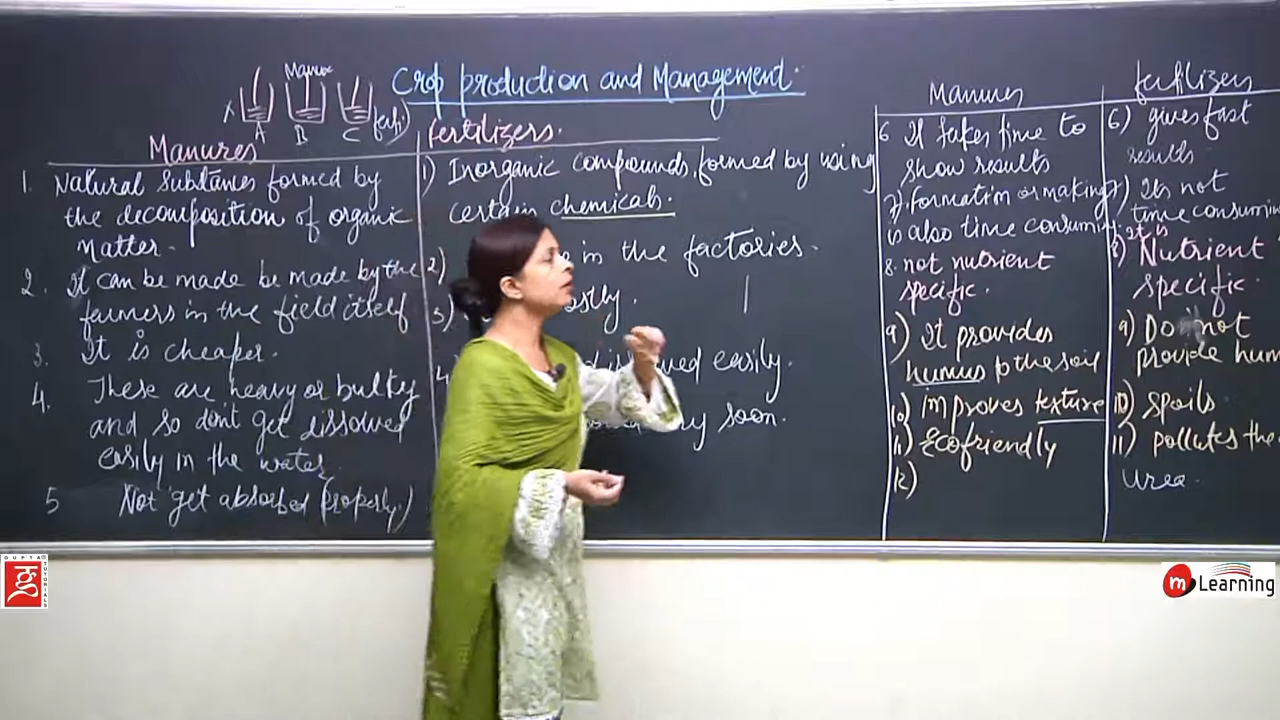 Crop production and Management.
Manure
x
A
B
C
(ferti.)
Manures
1. Natural Substances formed by
the decomposition of organic
Matter.
2. It can be made be made by the
farmers in the field itself
3. It is cheaper.
4. These are heavy or bulky
and so don't get dissolved
easily in the water.
5 Not get absorbed properly.)
fertilizers.
1) Inorganic compounds, formed by using
certain chemicals.
2) in the factories.
3) costly.
4 dissolved easily.
soon.
Manures
6 It takes time to
show results
7. Formation or making
is also time consuming
8. not nutrient
specific.
9) It provides
humus to the soil
10) improves texture
11) Ecofriendly
12)
fertilizers
6) gives fast
results
7) Its not
time consuming
8) Nutrient
specific.
9) Do not
provide hum
10) spoils
11) pollutes the
Urea.
GUPTA TUTORIALS
m Learning